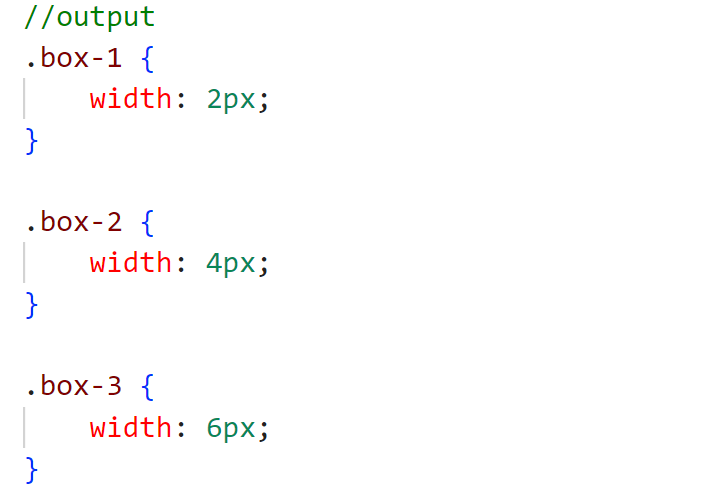 //output
.box-1 {
    width: 2px;
}
.box-2 {
    width: 4px;
}
.box-3 {
    width: 6px;
}